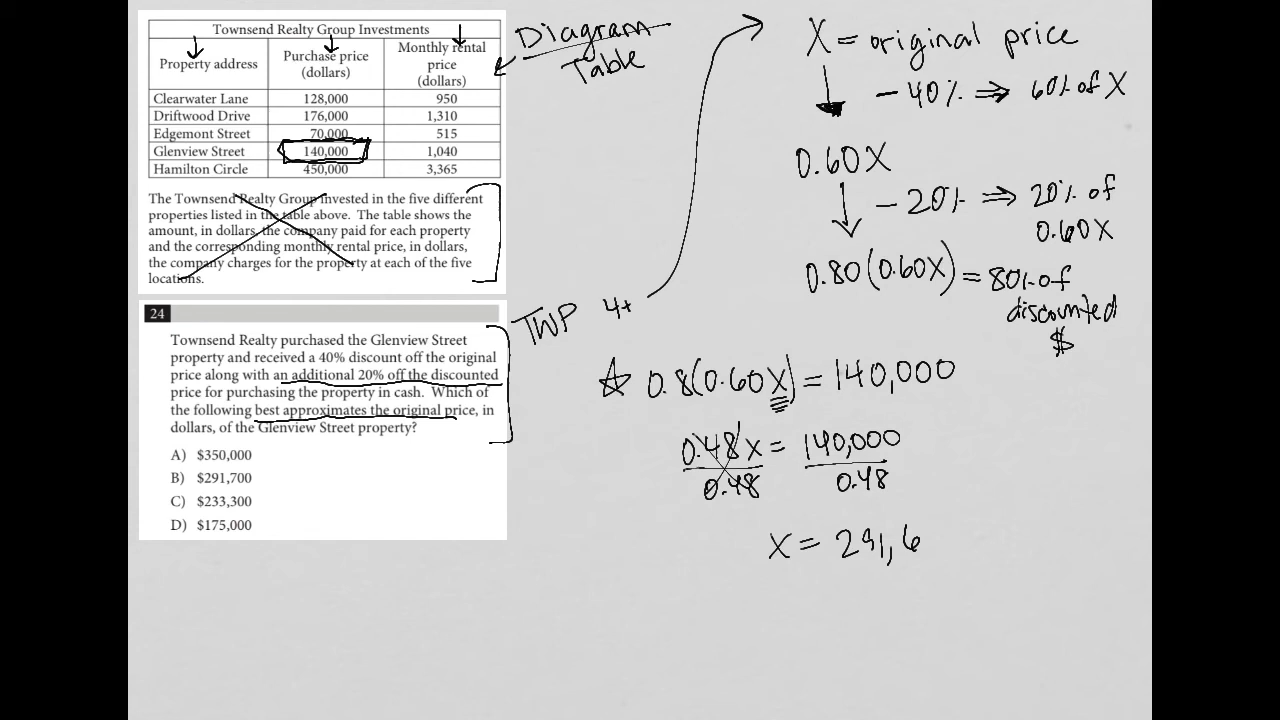 Townsend Realty Group Investments
Property address Purchase price (dollars) Monthly rental price (dollars)
Clearwater Lane 128,000 950
Driftwood Drive 176,000 1,310
Edgemont Street 70,000 515
Glenview Street 140,000 1,040
Hamilton Circle 450,000 3,365
The Townsend Realty Group invested in the five different
properties listed in the table above. The table shows the
amount, in dollars, the company paid for each property
and the corresponding monthly rental price, in dollars,
the company charges for the property at each of the five
locations.
24
Townsend Realty purchased the Glenview Street
property and received a 40% discount off the original
price along with an additional 20% off the discounted
price for purchasing the property in cash. Which of
the following best approximates the original price, in
dollars, of the Glenview Street property?
A) $350,000
B) $291,700
C) $233,300
D) $175,000
Diagram
Table
TWP 4+
X = original price
- 40% ⇒ 60% of X
0.60X
- 20% ⇒ 20% of
0.60X
0.80(0.60X) = 80% of
discounted
$
☆ 0.8(0.60X) = 140,000
0.48X = 140,000
0.48 0.48
X = 291,6